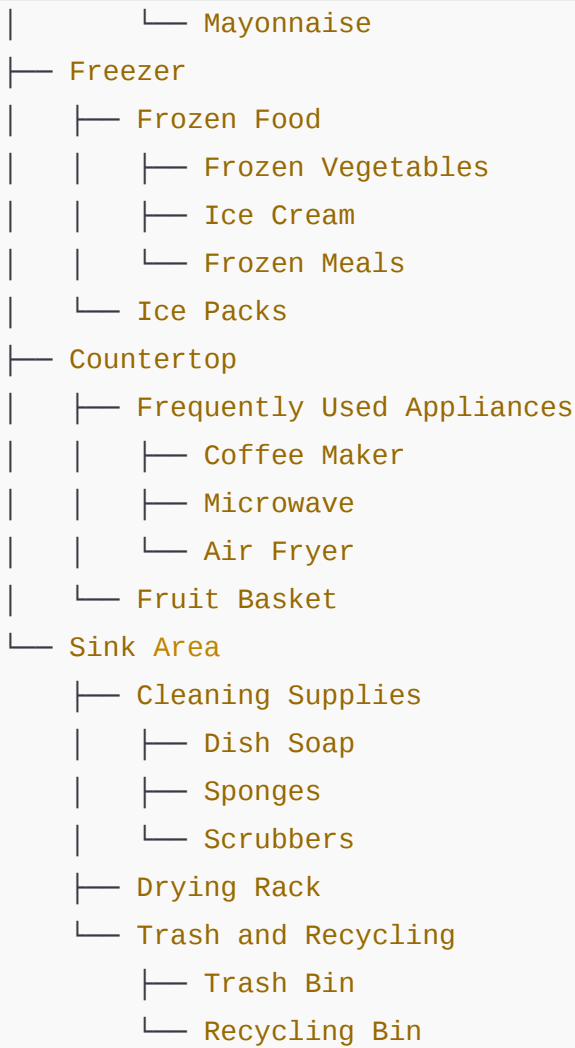 │       └── Mayonnaise
├── Freezer
│   ├── Frozen Food
│   │   ├── Frozen Vegetables
│   │   ├── Ice Cream
│   │   └── Frozen Meals
│   └── Ice Packs
├── Countertop
│   ├── Frequently Used Appliances
│   │   ├── Coffee Maker
│   │   ├── Microwave
│   │   └── Air Fryer
│   └── Fruit Basket
└── Sink Area
    ├── Cleaning Supplies
    │   ├── Dish Soap
    │   ├── Sponges
    │   └── Scrubbers
    ├── Drying Rack
    └── Trash and Recycling
        ├── Trash Bin
        └── Recycling Bin